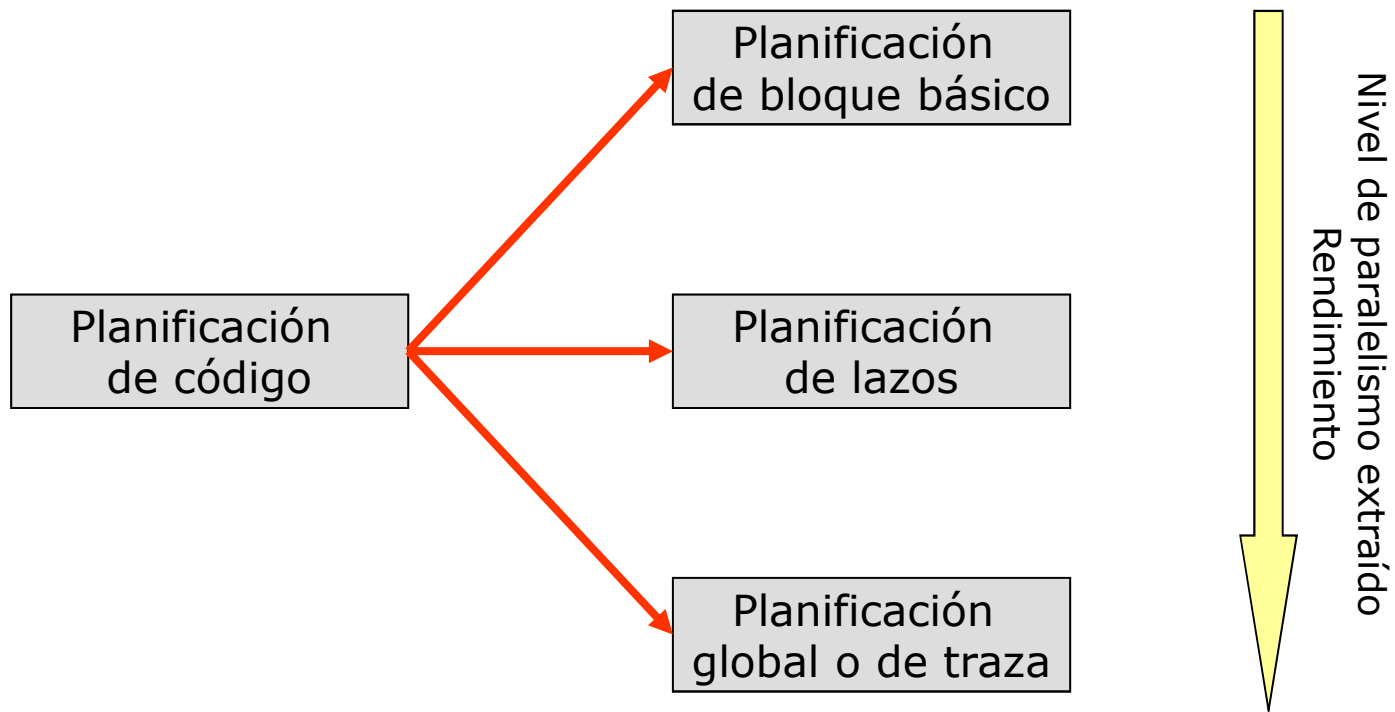 Planificación
de bloque básico
Planificación
de código
Planificación
de lazos
Planificación
global o de traza
Nivel de paralelismo extraído
Rendimiento